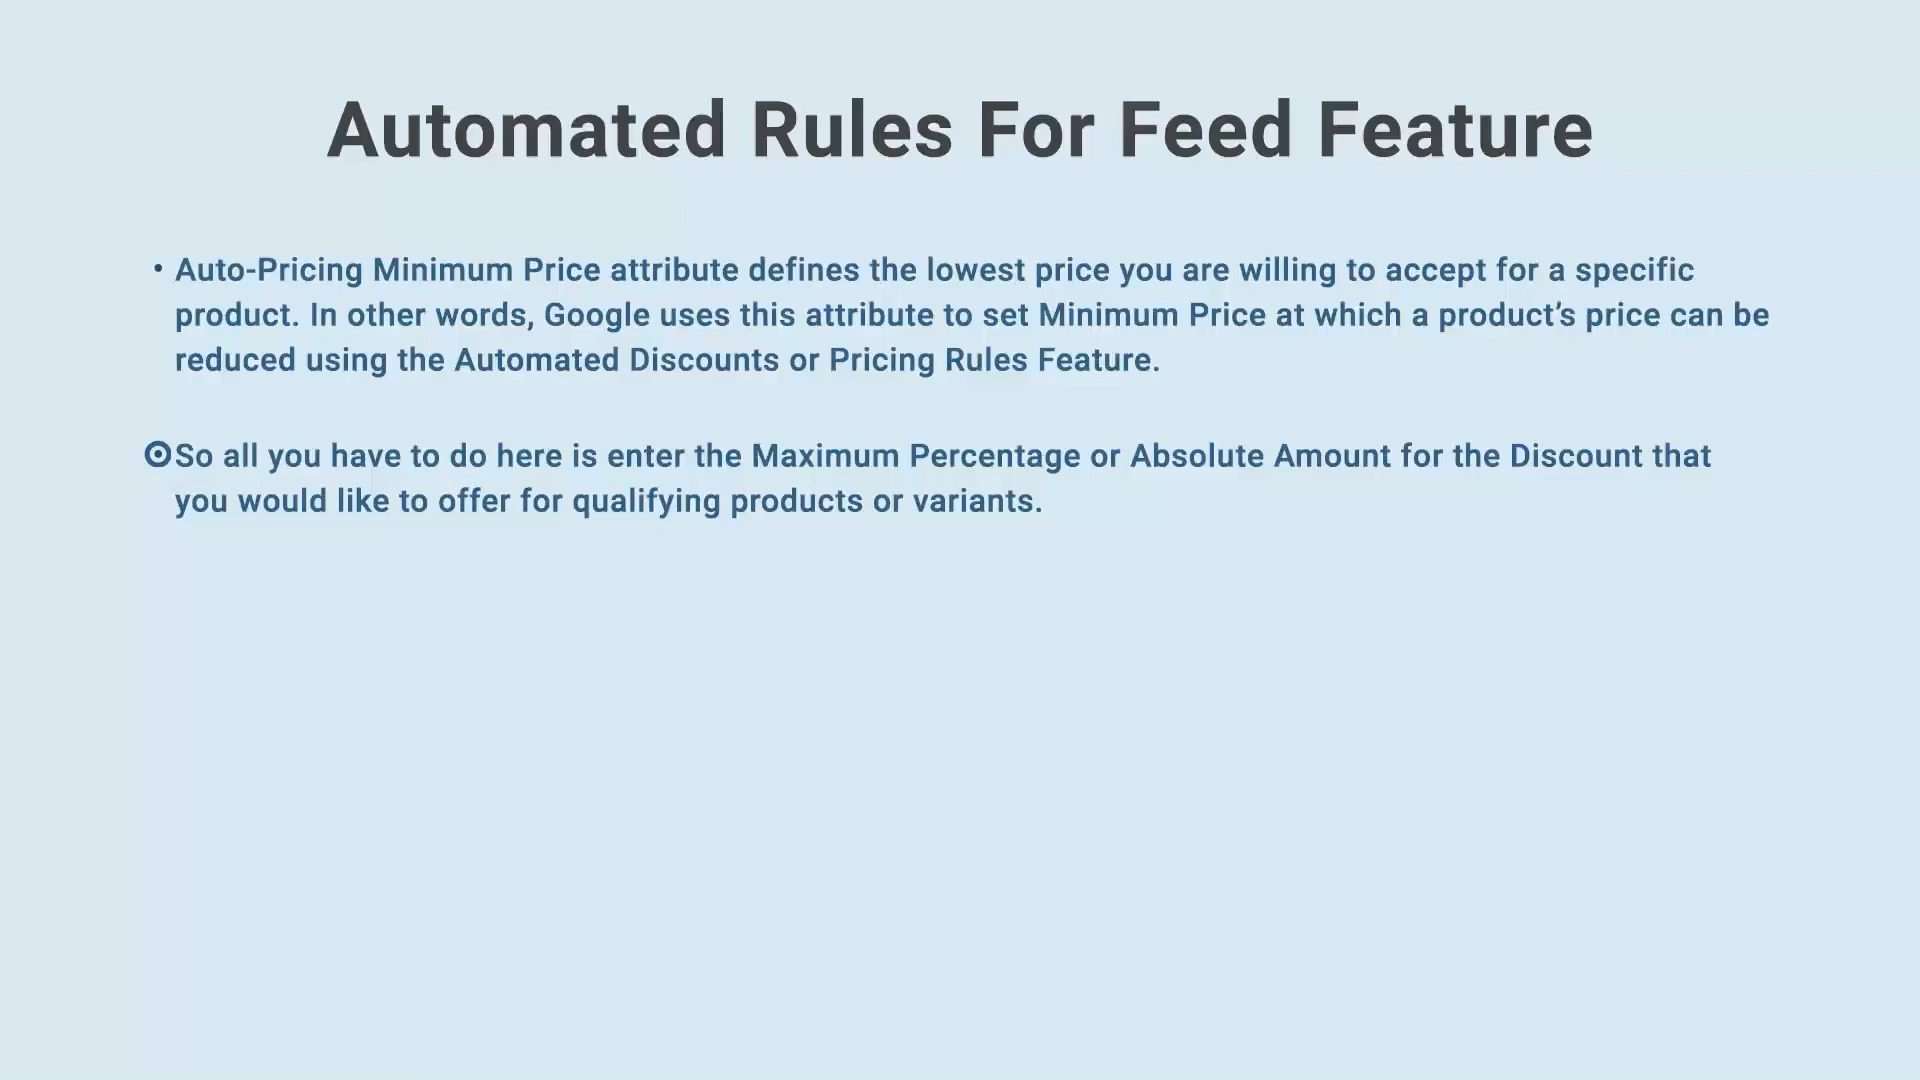 Automated Rules For Feed Feature
• Auto-Pricing Minimum Price attribute defines the lowest price you are willing to accept for a specific
product. In other words, Google uses this attribute to set Minimum Price at which a product’s price can be
reduced using the Automated Discounts or Pricing Rules Feature.
So all you have to do here is enter the Maximum Percentage or Absolute Amount for the Discount that
you would like to offer for qualifying products or variants.